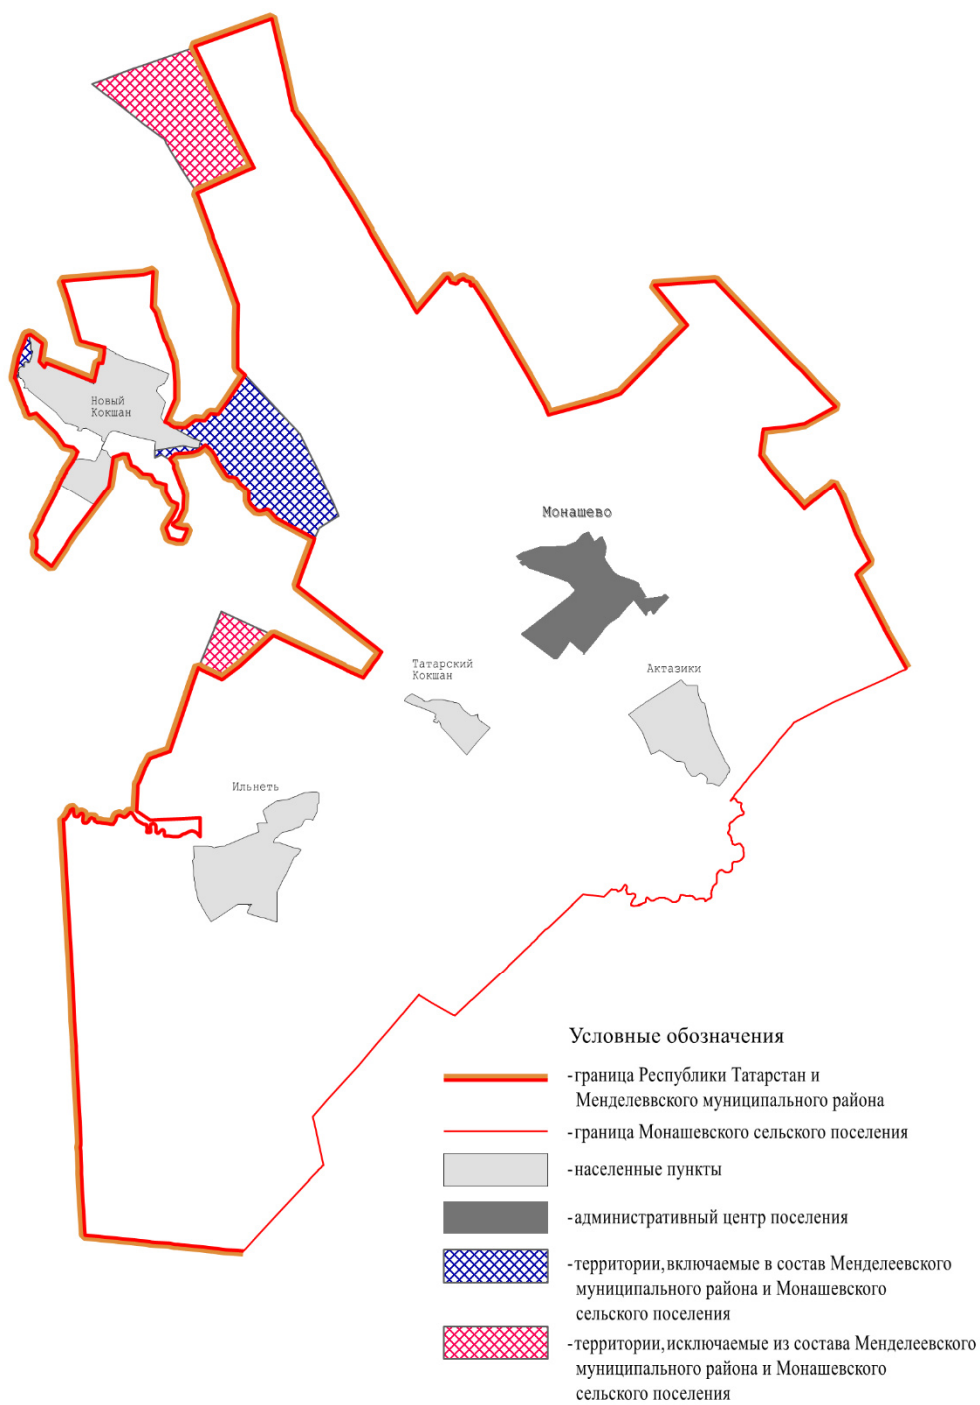 Новый
Кокшан
Монашево
Татарский
Кокшан
Актазики
Ильнеть
Условные обозначения
-граница Республики Татарстан и
Менделеввского муниципального района
-граница Монашевского сельского поселения
-населенные пункты
-административный центр поселения
-территории,включаемые в состав Менделеевского
муниципального района и Монашевского
сельского поселения
-территории,исключаемые из состава Менделеевского
муниципального района и Монашевского
сельского поселения